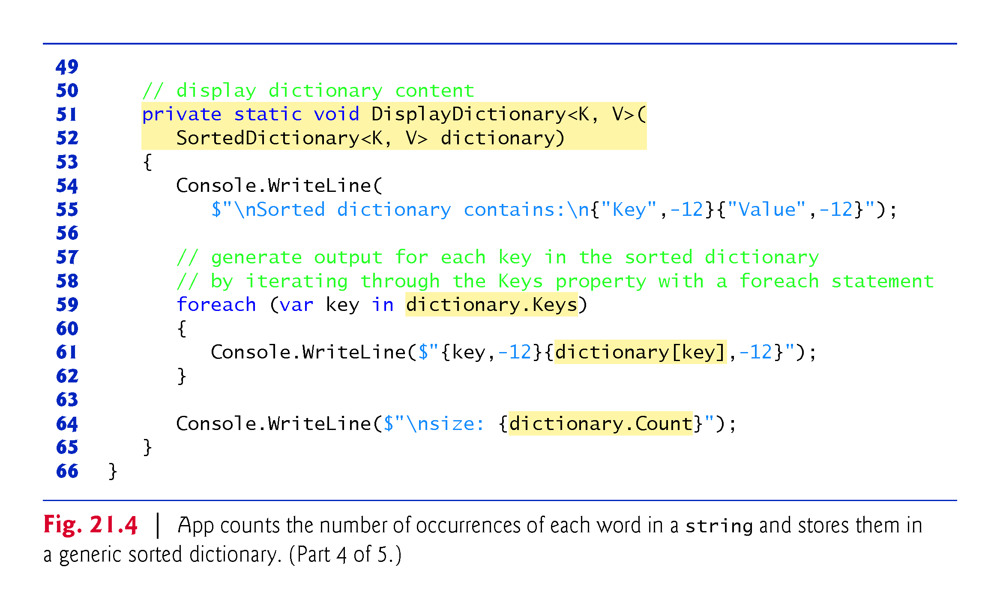 49
50 // display dictionary content
51 private static void DisplayDictionary<K, V>(
52 SortedDictionary<K, V> dictionary)
53 {
54 Console.WriteLine(
55 $"\nSorted dictionary contains:\n{"Key",-12}{"Value",-12}");
56
57 // generate output for each key in the sorted dictionary
58 // by iterating through the Keys property with a foreach statement
59 foreach (var key in dictionary.Keys)
60 {
61 Console.WriteLine($"{key,-12}{dictionary[key],-12}");
62 }
63
64 Console.WriteLine($"\nsize: {dictionary.Count}");
65 }
66 }
Fig. 21.4 | App counts the number of occurrences of each word in a string and stores them in
a generic sorted dictionary. (Part 4 of 5.)